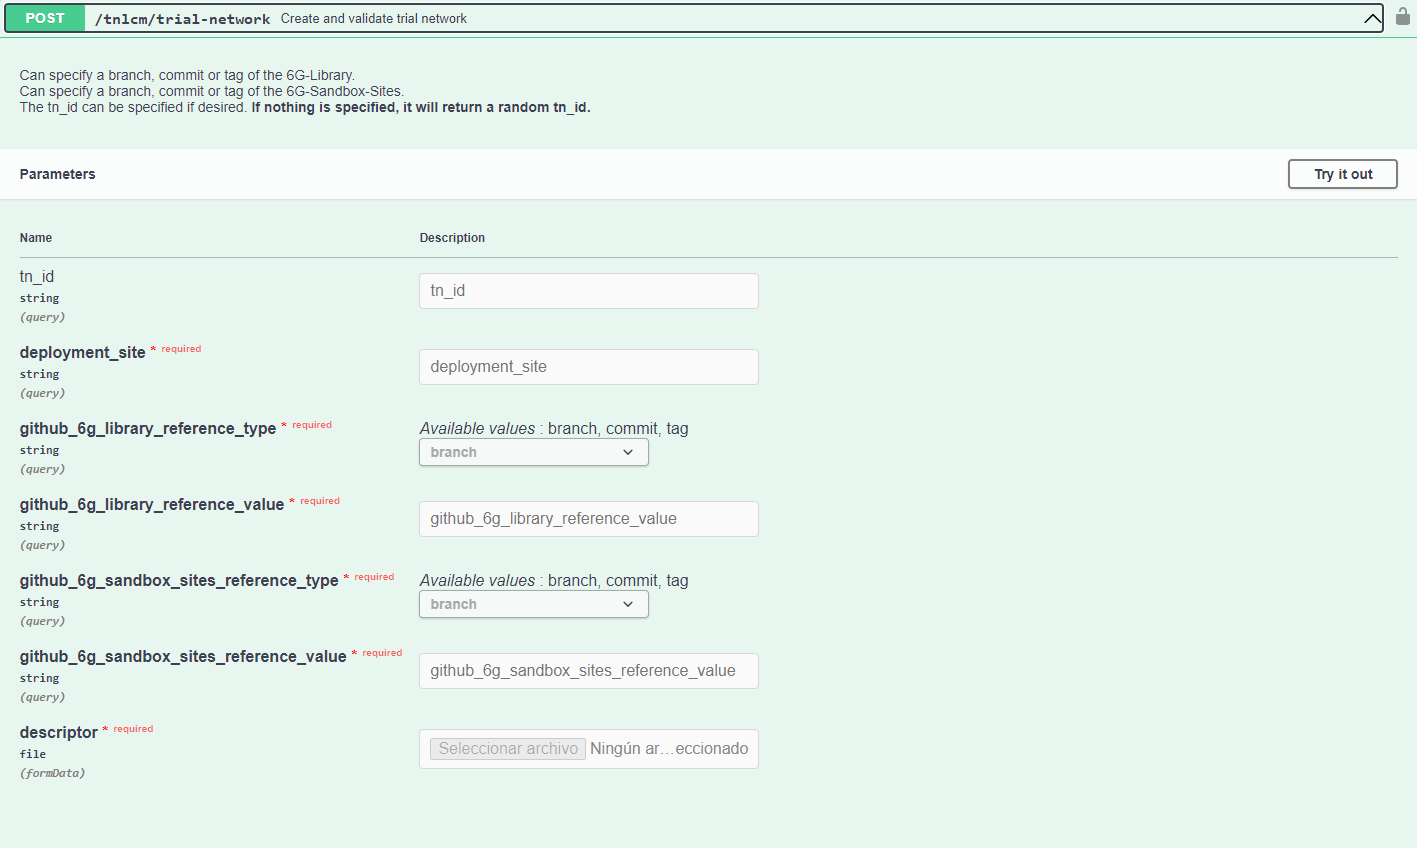 POST /tnlcm/trial-network Create and validate trial network
Can specify a branch, commit or tag of the 6G-Library.
Can specify a branch, commit or tag of the 6G-Sandbox-Sites.
The tn_id can be specified if desired. If nothing is specified, it will return a random tn_id.
Parameters
Try it out
Name Description
tn_id
string
(query)
tn_id
deployment_site * required
string
(query)
deployment_site
github_6g_library_reference_type * required
string
(query)
Available values : branch, commit, tag
branch
github_6g_library_reference_value * required
string
(query)
github_6g_library_reference_value
github_6g_sandbox_sites_reference_type * required
string
(query)
Available values : branch, commit, tag
branch
github_6g_sandbox_sites_reference_value * required
string
(query)
github_6g_sandbox_sites_reference_value
descriptor * required
file
(formData)
Seleccionar archivo Ningún ar…eccionado